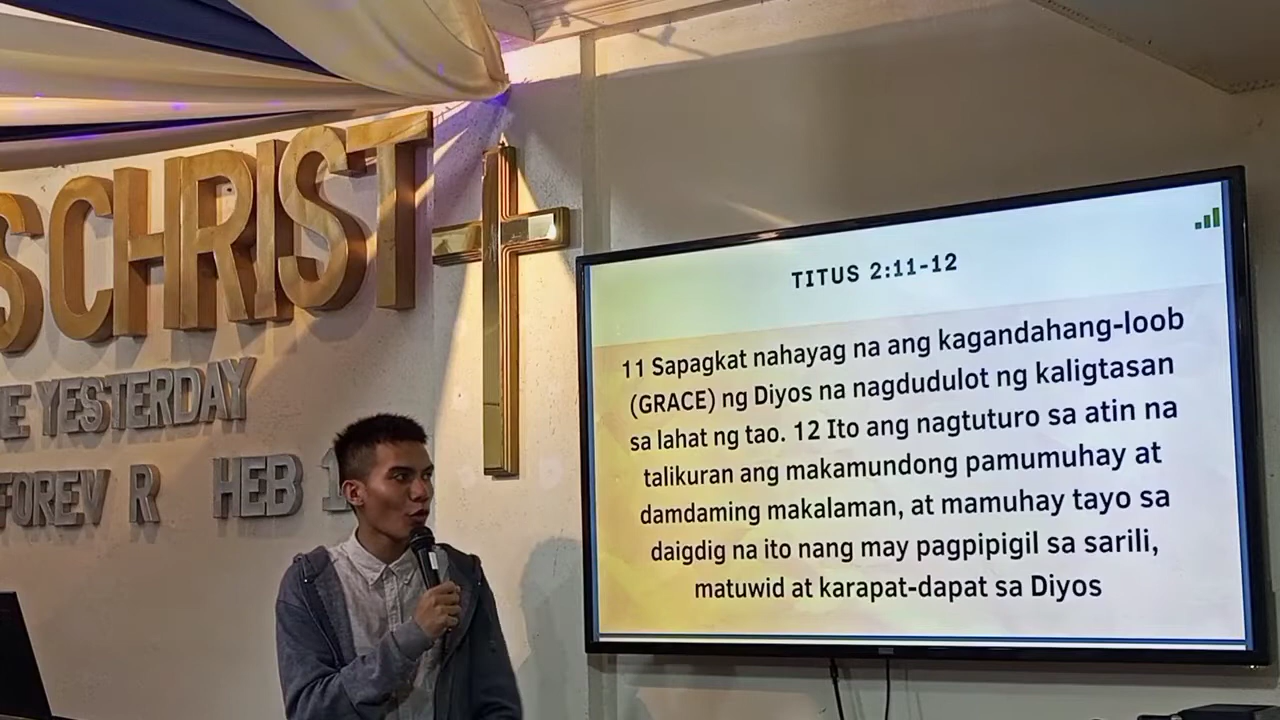 S CHRIST
E YESTERDAY
FOREV R HEB 1
TITUS 2:11-12
11 Sapagkat nahayag na ang kagandahang-loob
(GRACE) ng Diyos na nagdudulot ng kaligtasan
sa lahat ng tao. 12 Ito ang nagtuturo sa atin na
talikuran ang makamundong pamumuhay at
damdaming makalaman, at mamuhay tayo sa
daigdig na ito nang may pagpipigil sa sarili,
matuwid at karapat-dapat sa Diyos